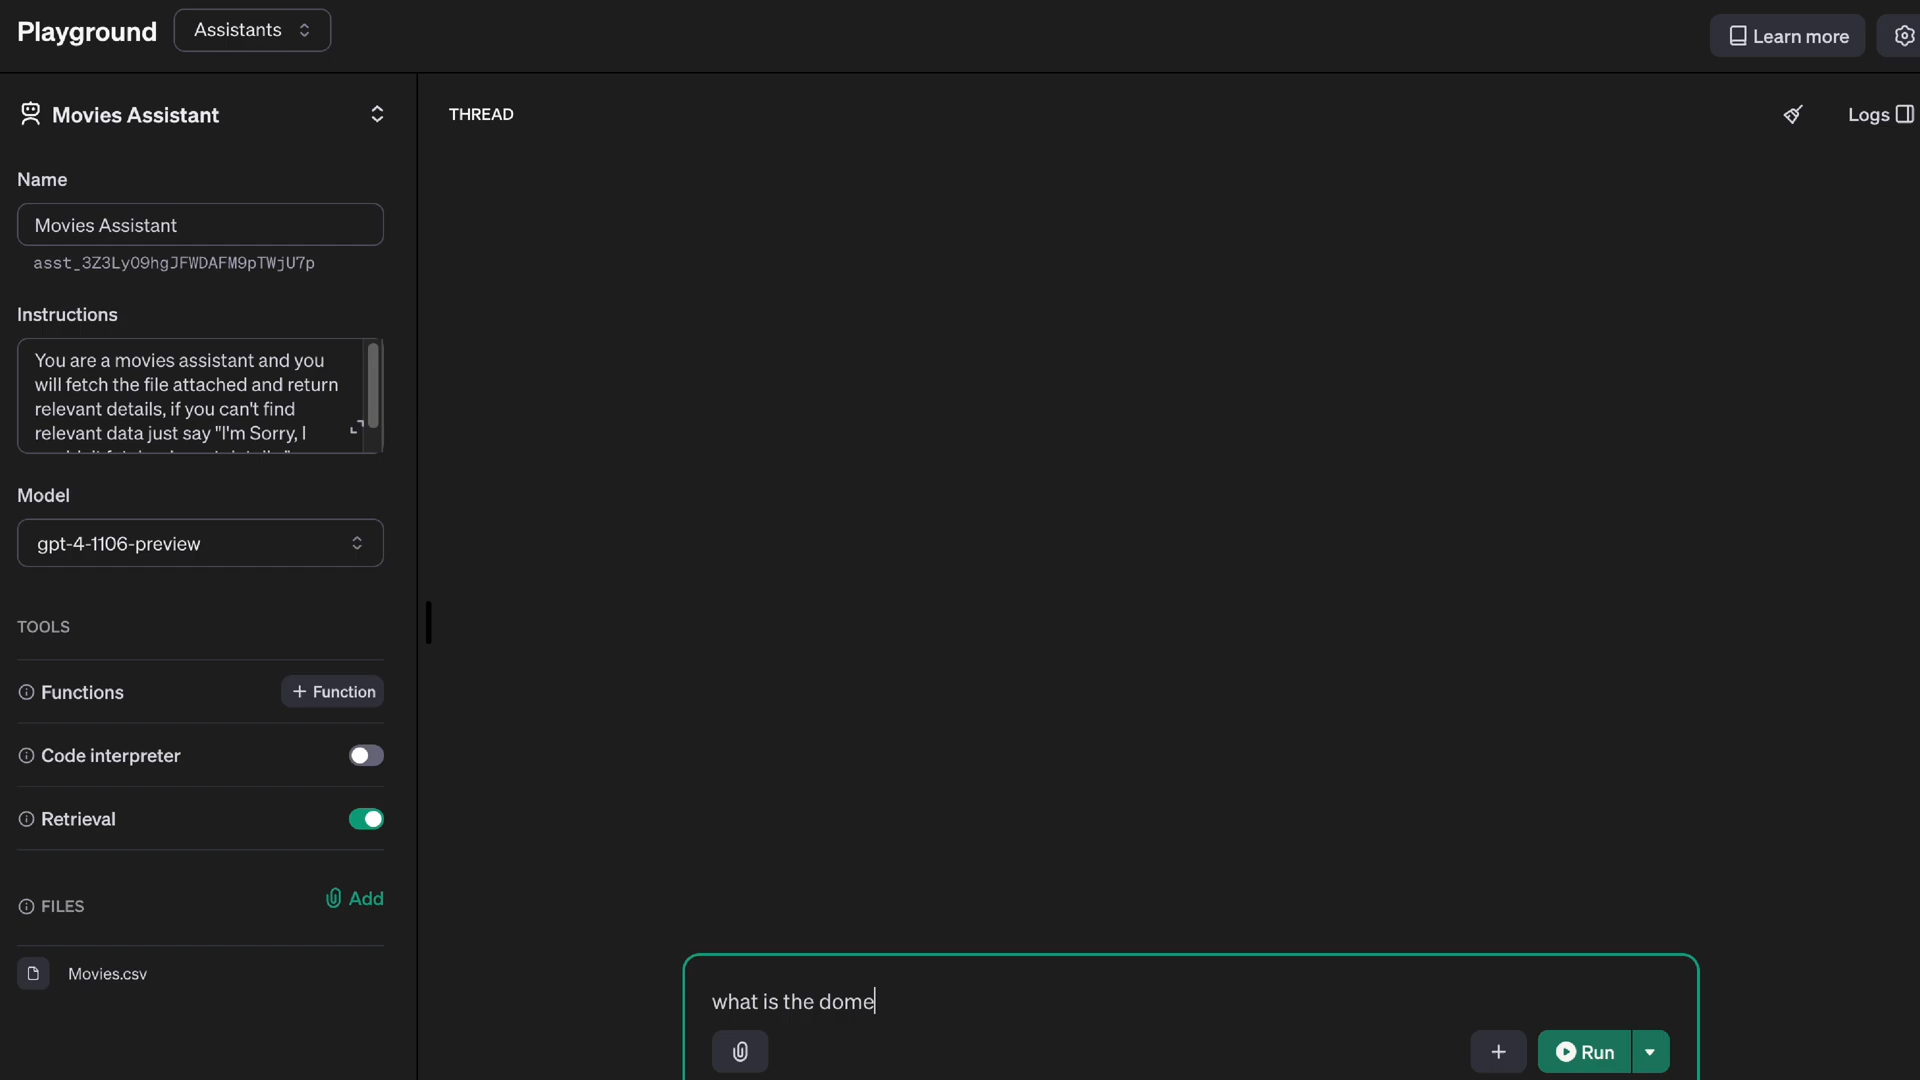 Playground
Assistants
Learn more
Movies Assistant
THREAD
Logs
Name
Movies Assistant
asst_3Z3LyO9hgJFWDAFM9pTWjU7p
Instructions
You are a movies assistant and you
will fetch the file attached and return
relevant details, if you can't find
relevant data just say "I'm Sorry, I
Model
gpt-4-1106-preview
TOOLS
Functions
+ Function
Code interpreter
Retrieval
FILES
Add
Movies.csv
what is the dome
Run